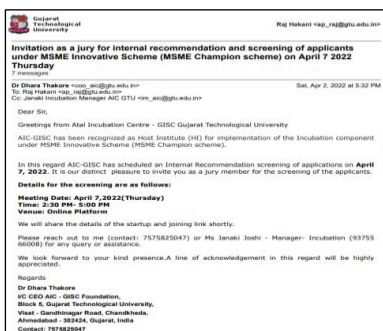 Gujarat
Technological
University
Raj Hakani <ap_raj@gtu.edu.in>
Invitation as a jury for internal recommendation and screening of applicants
under MSME Innovative Scheme (MSME Champion scheme) on April 7 2022
Thursday
7 messages
Dr Dhara Thakore <coo_aic@gtu.edu.in> Sat, Apr 2, 2022 at 5:32 PM
To: Raj Hakani <ap_raj@gtu.edu.in>
Cc: Janaki Incubation Manager AIC GTU <im_aic@gtu.edu.in>
Dear Sir,
Greetings from Atal Incubation Centre - GISC Gujarat Technological University
AIC-GISC has been recognized as Host Institute (HI) for implementation of the Incubation component
under MSME Innovative Scheme (MSME Champion scheme).
In this regard AIC-GISC has scheduled an Internal Recommendation screening of applications on April
7, 2022. It is our distinct pleasure to invite you as a jury member for the screening of the applicants.
Details for the screening are as follows:
Meeting Date: April 7,2022(Thursday)
Time: 2:30 PM- 5:00 PM
Venue: Online Platform
We will share the details of the startup and joining link shortly.
Please reach out to me (contact: 7575825047) or Ms Janaki Joshi - Manager- Incubation (93755
66008) for any query or assistance.
We look forward to your kind presence.A line of acknowledgement in this regard will be highly
appreciated.
Regards
Dr Dhara Thakore
I/C CEO AIC - GISC Foundation,
Block 5, Gujarat Technological University,
Visat - Gandhinagar Road, Chandkheda,
Ahmedabad - 382424, Gujarat, India
Contact: 7575825047